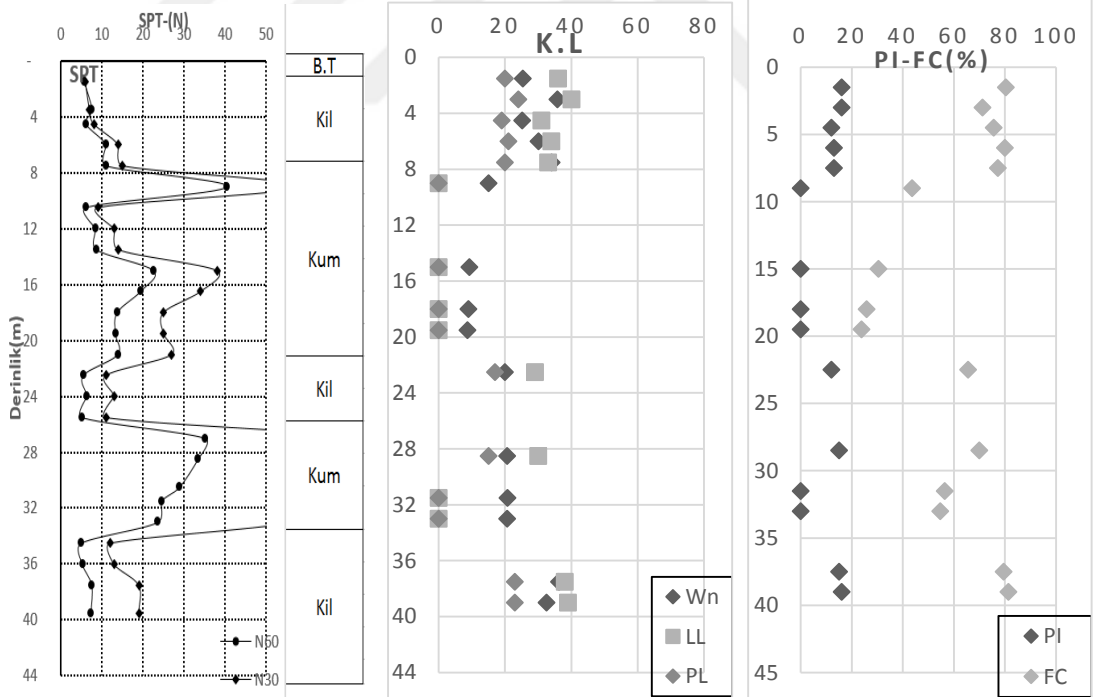 SPT-(N)
0 10 20 30 40 50
SPT
-
4
8
12
16
20
24
28
32
36
40
44
Derinlik(m)
N60
N30
B.T
Kil
Kum
Kil
Kum
Kil
0 20 40 60 80
K.L
0
4
8
12
16
20
24
28
32
36
40
44
Wn
LL
PL
0 20 40 60 80 100
PI-FC(%)
0
5
10
15
20
25
30
35
40
45
PI
FC